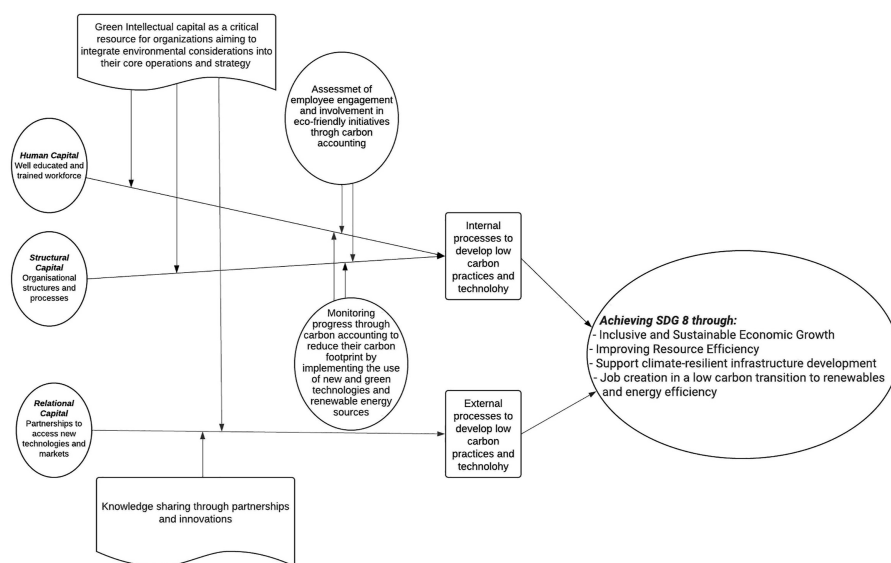 Green Intellectual capital as a critical
resource for organizations aiming to
integrate environmental considerations into
their core operations and strategy
Assessmet of
employee engagement
and involvement in
eco-friendly initiatives
throgh carbon
accounting
Human Capital
Well educated and
trained workforce
Structural
Capital
Organisational
structures and
processes
Internal
processes to
develop low
carbon
practices and
technolohy
Monitoring
progress through
carbon accounting to
reduce their carbon
footprint by
implementing the use
of new and green
technologies and
renewable energy
sources
Achieving SDG 8 through:
- Inclusive and Sustainable Economic Growth
- Improving Resource Efficiency
- Support climate-resilient infrastructure development
- Job creation in a low carbon transition to renewables
and energy efficiency
Relational
Capital
Partnerships to
access new
technologies and
markets
External
processes to
develop low
carbon
practices and
technolohy
Knowledge sharing through partnerships
and innovations